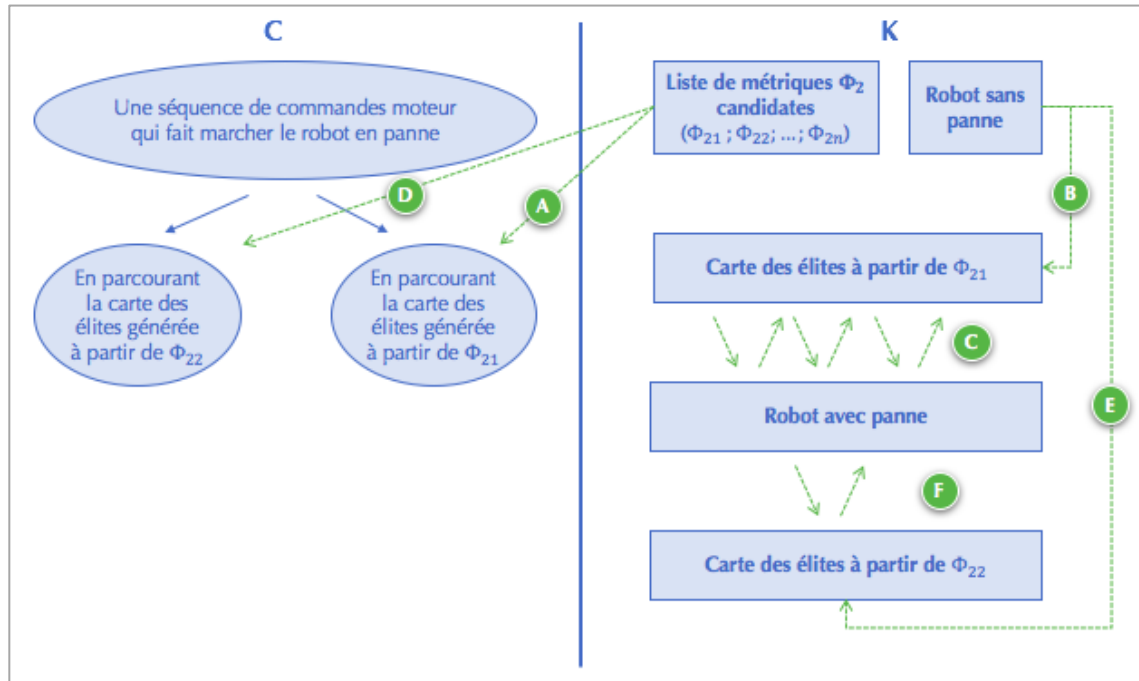 C
K
Une séquence de commandes moteur
qui fait marcher le robot en panne
Liste de métriques Φ₂
candidates
(Φ₂₁ ; Φ₂₂; ...; Φ₂ₙ)
Robot sans
panne
D
A
B
En parcourant
la carte des
élites générée
à partir de Φ₂₂
En parcourant
la carte des
élites générée
à partir de Φ₂₁
Carte des élites à partir de Φ₂₁
C
Robot avec panne
E
F
Carte des élites à partir de Φ₂₂